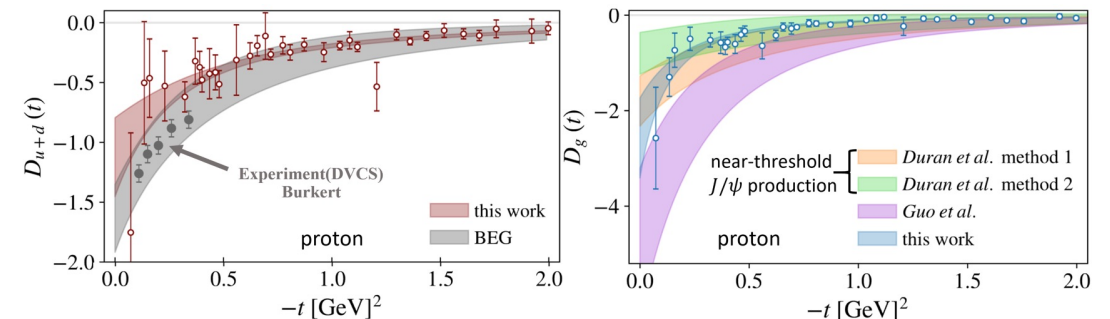 0.0
−0.5
−1.0
−1.5
−2.0
D_{u+d}(t)
Experiment(DVCS)
Burkert
this work
BEG
proton
0.0
0.5
1.0
1.5
2.0
−t [GeV]^2
0
−2
−4
D_g(t)
near-threshold
J/ψ production
Duran et al. method 1
Duran et al. method 2
Guo et al.
this work
proton
0.0
0.5
1.0
1.5
2.0
−t [GeV]^2